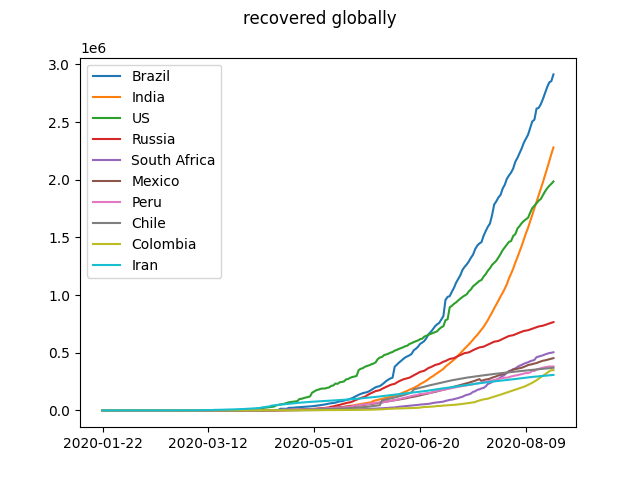 recovered globally
1e6
3.0
2.5
2.0
1.5
1.0
0.5
0.0
Brazil
India
US
Russia
South Africa
Mexico
Peru
Chile
Colombia
Iran
2020-01-22 2020-03-12 2020-05-01 2020-06-20 2020-08-09